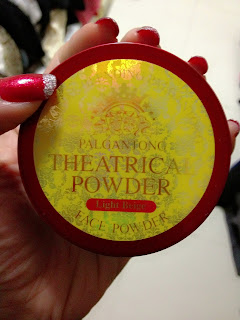 PALGANTONG
THEATRICAL
POWDER
Light Beige
FACE POWDER